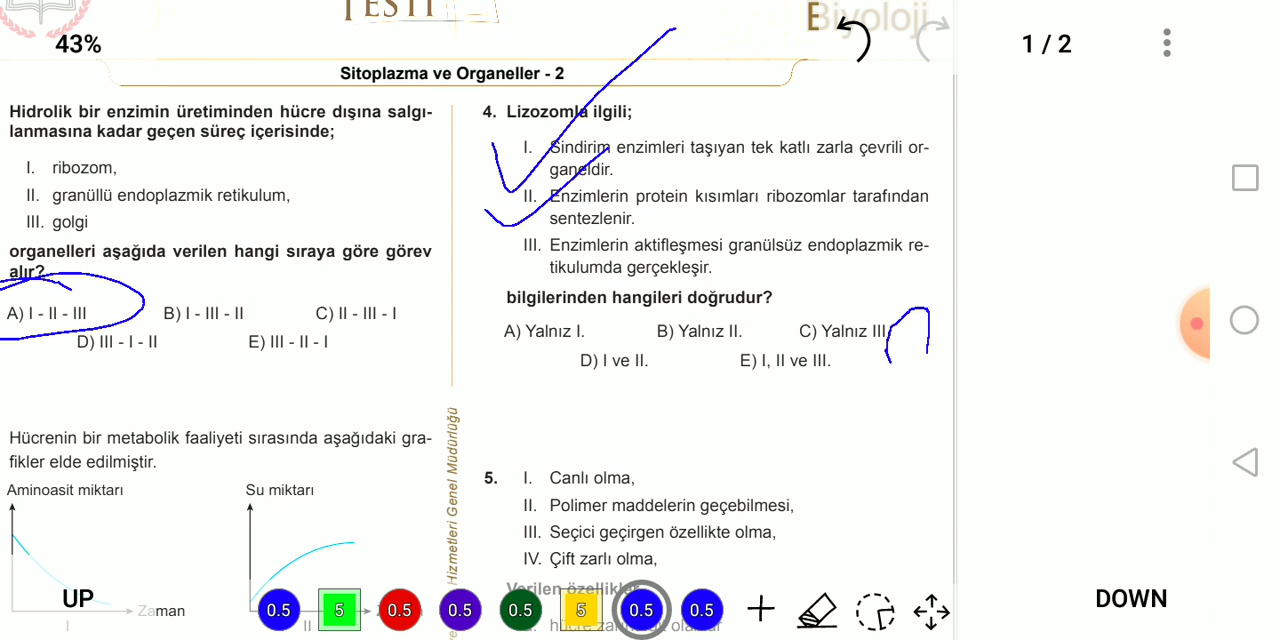 TESTİ
Biyoloji
43%
1 / 2
Sitoplazma ve Organeller - 2
Hidrolik bir enzimin üretiminden hücre dışına salgı-
lanmasına kadar geçen süreç içerisinde;
I. ribozom,
II. granüllü endoplazmik retikulum,
III. golgi
organelleri aşağıda verilen hangi sıraya göre görev
alır?
A) I - II - III B) I - III - II C) II - III - I
D) III - I - II E) III - II - I
Hücrenin bir metabolik faaliyeti sırasında aşağıdaki gra-
fikler elde edilmiştir.
Aminoasit miktarı Su miktarı
Zaman
I II
Hizmetleri Genel Müdürlüğü
4. Lizozomla ilgili;
I. Sindirim enzimleri taşıyan tek katlı zarla çevrili or-
ganeldir.
II. Enzimlerin protein kısımları ribozomlar tarafından
sentezlenir.
III. Enzimlerin aktifleşmesi granülsüz endoplazmik re-
tikulumda gerçekleşir.
bilgilerinden hangileri doğrudur?
A) Yalnız I. B) Yalnız II. C) Yalnız III
D) I ve II. E) I, II ve III.
5. I. Canlı olma,
II. Polimer maddelerin geçebilmesi,
III. Seçici geçirgen özellikte olma,
IV. Çift zarlı olma,
Verilen özellikler
UP
0.5 5 0.5 0.5 0.5 5 0.5 0.5
DOWN